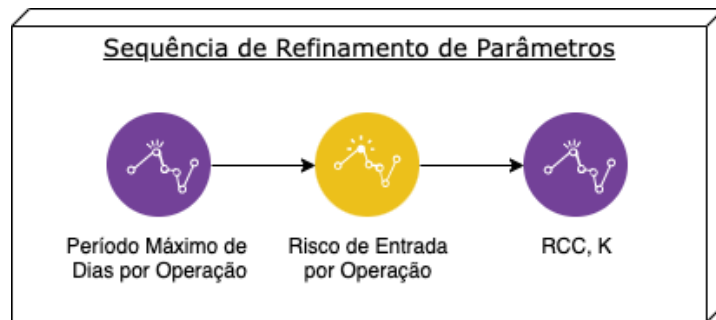 Sequência de Refinamento de Parâmetros
Período Máximo de
Dias por Operação
Risco de Entrada
por Operação
RCC, K